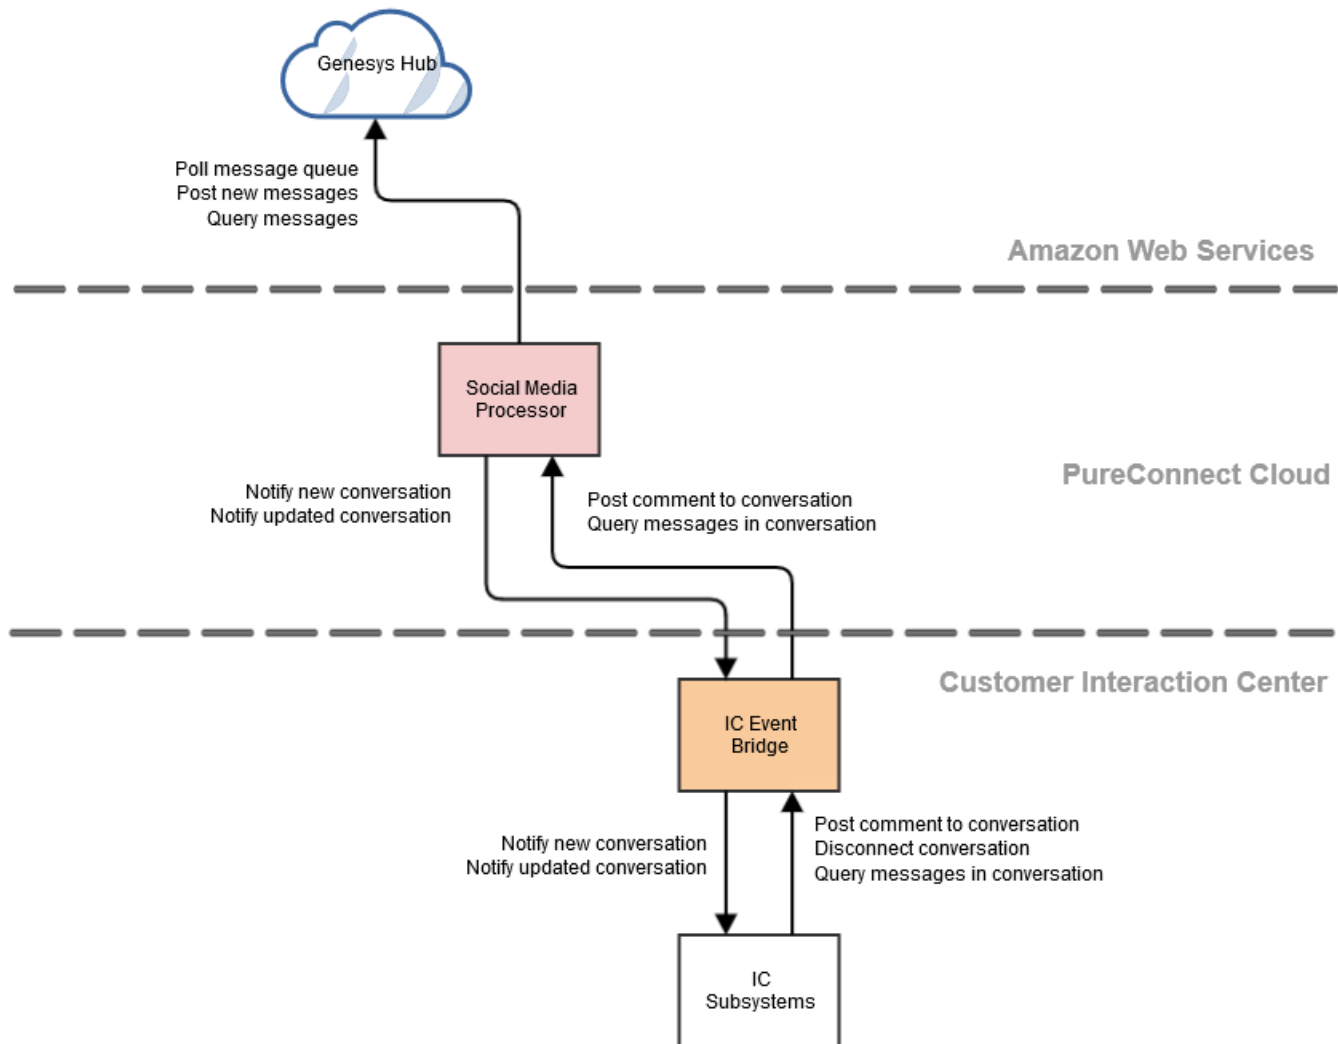 Genesys Hub
Poll message queue
Post new messages
Query messages
Amazon Web Services
Social Media
Processor
PureConnect Cloud
Notify new conversation
Notify updated conversation
Post comment to conversation
Query messages in conversation
Customer Interaction Center
IC Event
Bridge
Notify new conversation
Notify updated conversation
Post comment to conversation
Disconnect conversation
Query messages in conversation
IC
Subsystems